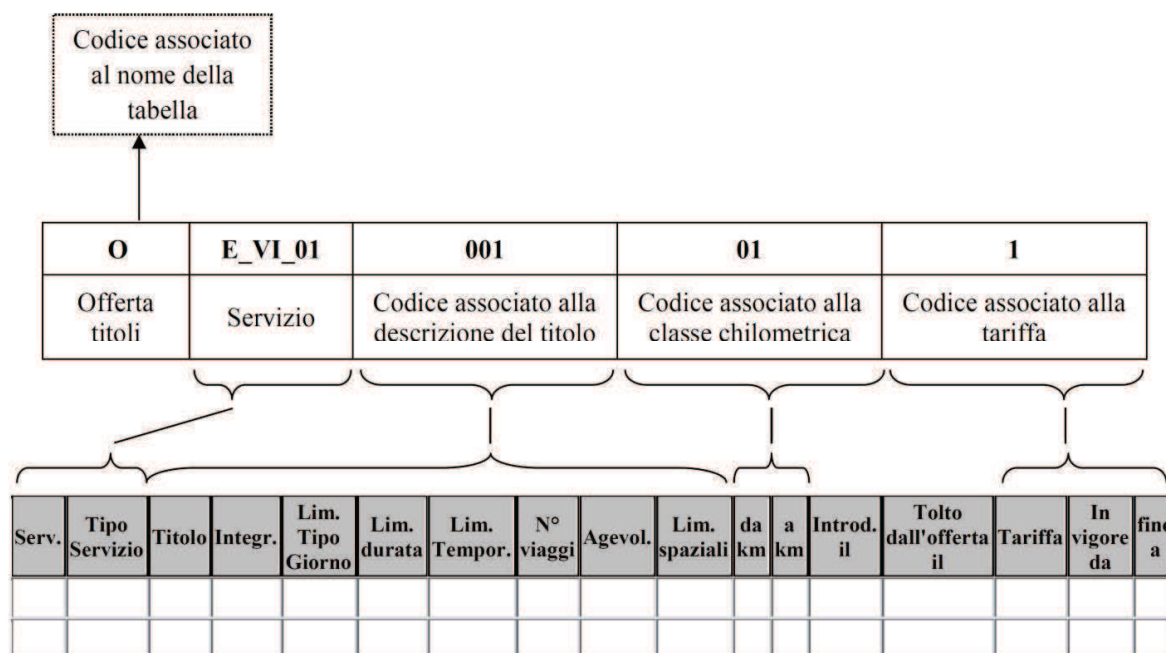 Codice associato
al nome della
tabella
O E_VI_01 001 01 1
Offerta
titoli
Servizio
Codice associato alla
descrizione del titolo
Codice associato alla
classe chilometrica
Codice associato alla
tariffa
Serv.
Tipo
Servizio
Titolo
Integr.
Lim.
Tipo
Giorno
Lim.
durata
Lim.
Tempor.
N°
viaggi
Agevol.
Lim.
spaziali
da
km
a
km
Introd.
il
Tolto
dall'offerta
il
Tariffa
In
vigore
da
fino
a